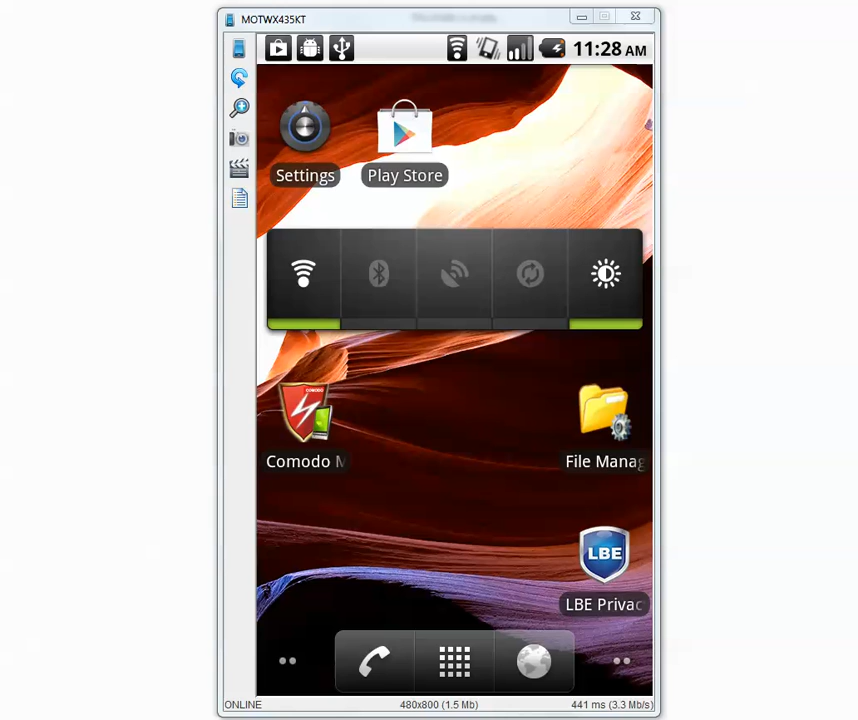 MOTWX435KT
11:28 AM
Settings
Play Store
COMODO
Comodo M
File Manag
LBE
LBE Privac
ONLINE
480x800 (1.5 Mb)
441 ms (3.3 Mb/s)